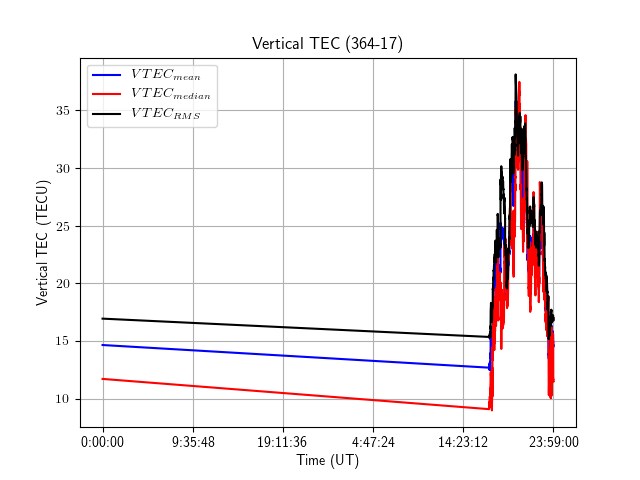 Vertical TEC (364-17)
VTEC_mean
VTEC_median
VTEC_RMS
Vertical TEC (TECU)
35
30
25
20
15
10
0:00:00 9:35:48 19:11:36 4:47:24 14:23:12 23:59:00
Time (UT)